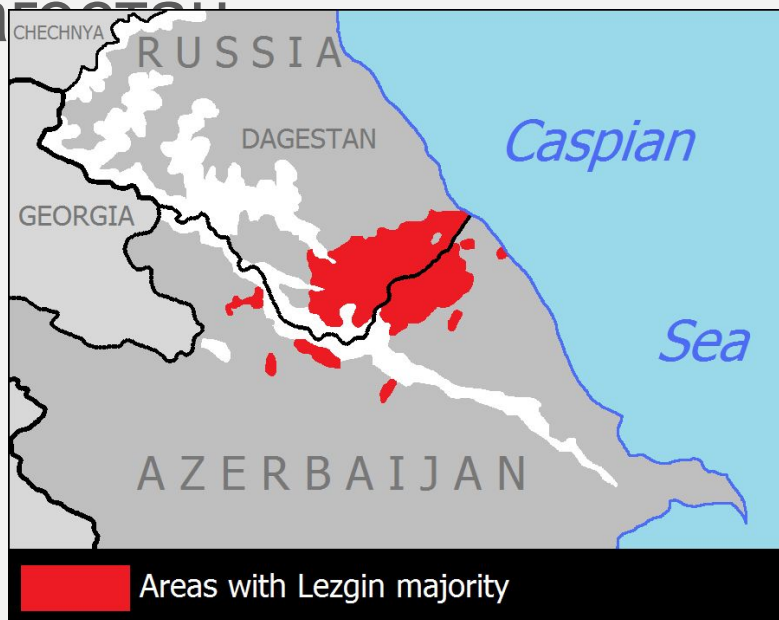 CHECHNYA
RUSSIA
DAGESTAN
Caspian
GEORGIA
Sea
AZERBAIJAN
Areas with Lezgin majority